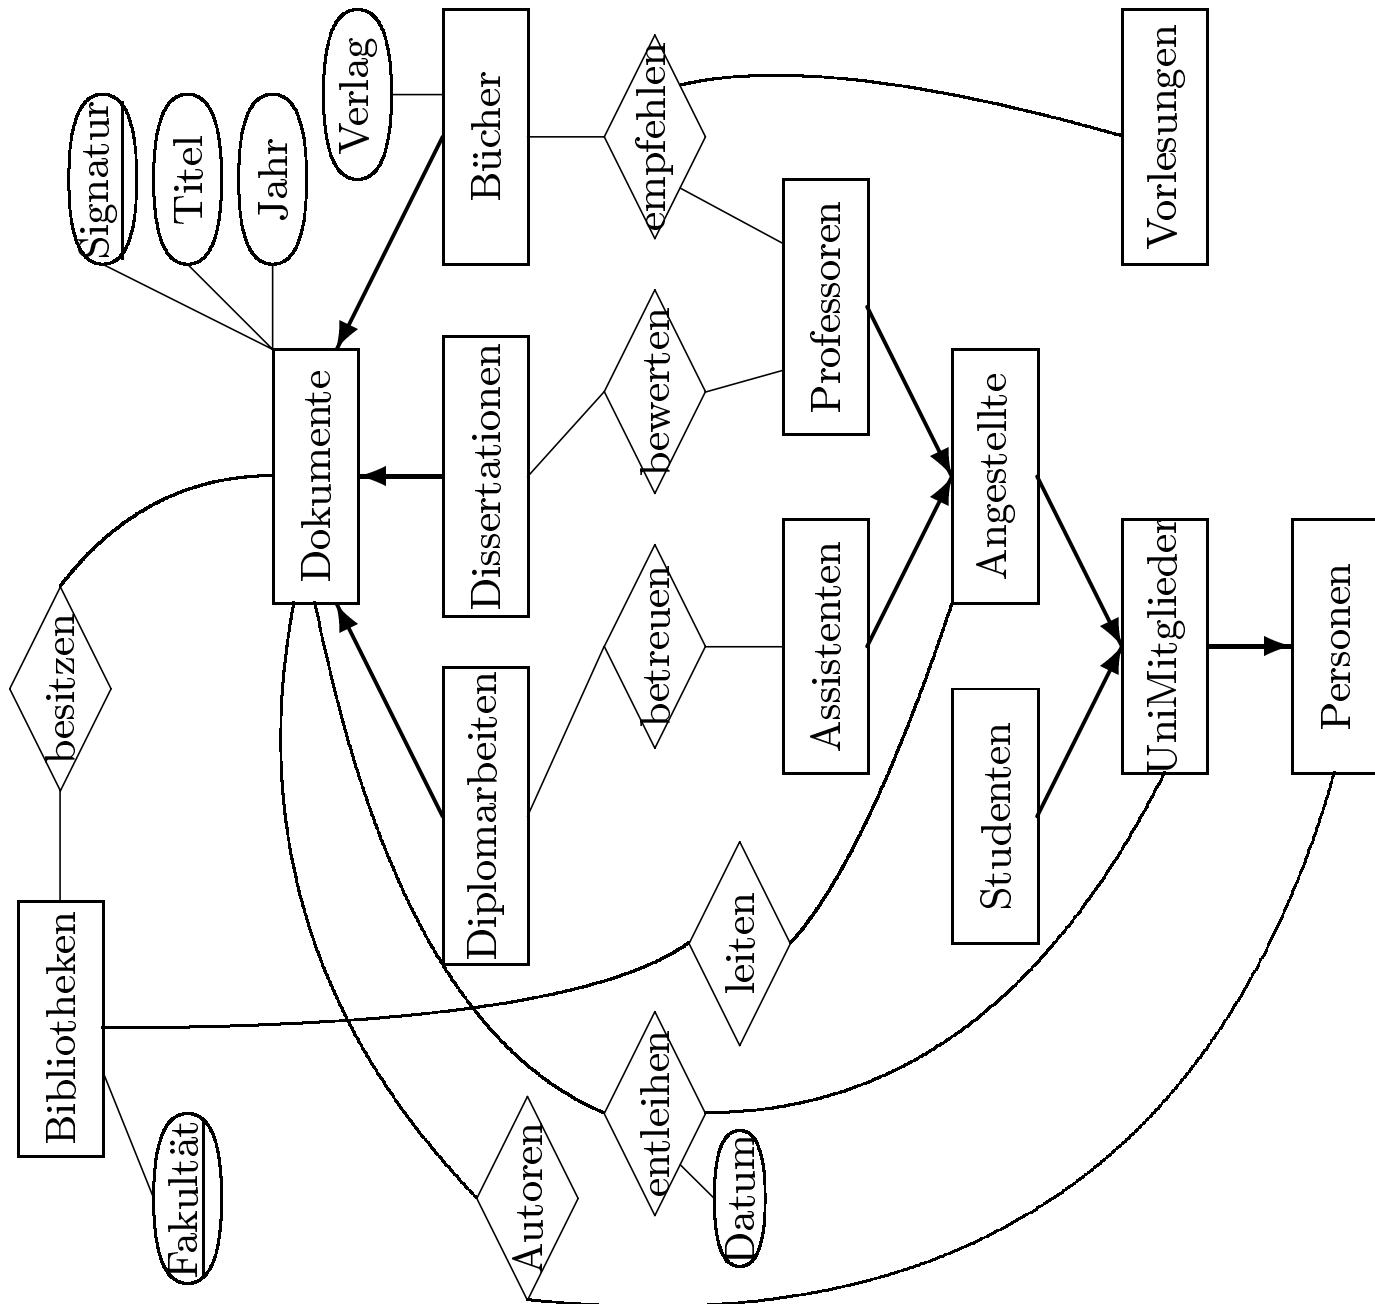 Bibliotheken
besitzen
Signatur
Fakultät
Titel
Jahr
Dokumente
Verlag
Diplomarbeiten
Dissertationen
Bücher
Autoren
entleihen
betreuen
bewerten
empfehlen
Datum
leiten
Assistenten
Professoren
Studenten
Angestellte
UniMitglieder
Vorlesungen
Personen